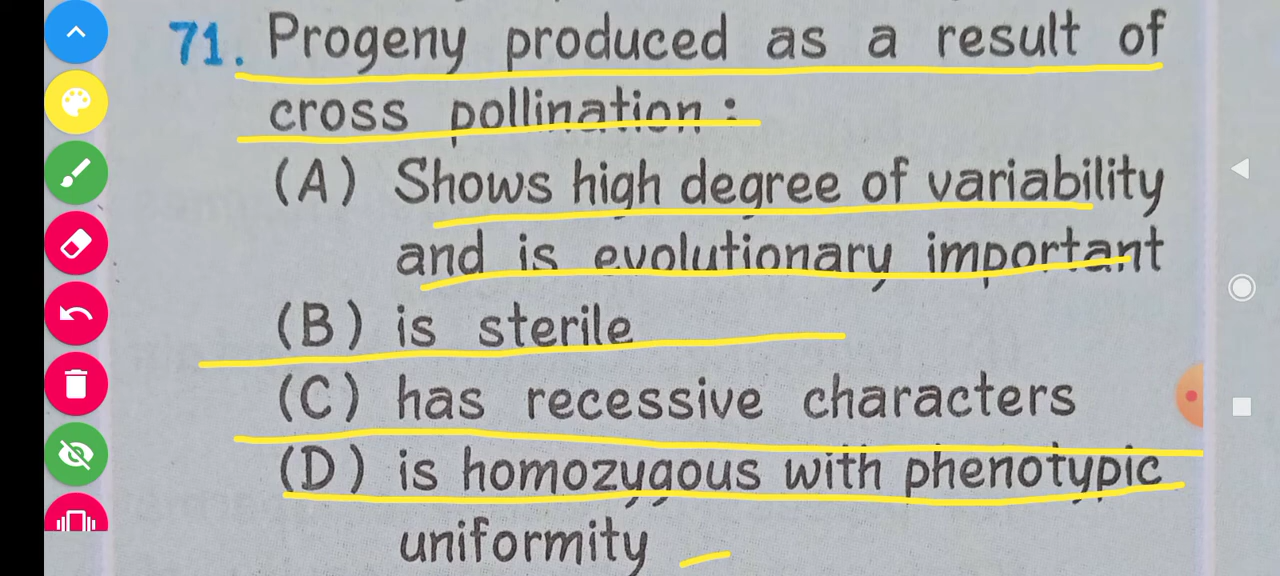 71. Progeny produced as a result of
cross pollination :
(A) Shows high degree of variability
and is evolutionary important
(B) is sterile
(C) has recessive characters
(D) is homozygous with phenotypic
uniformity